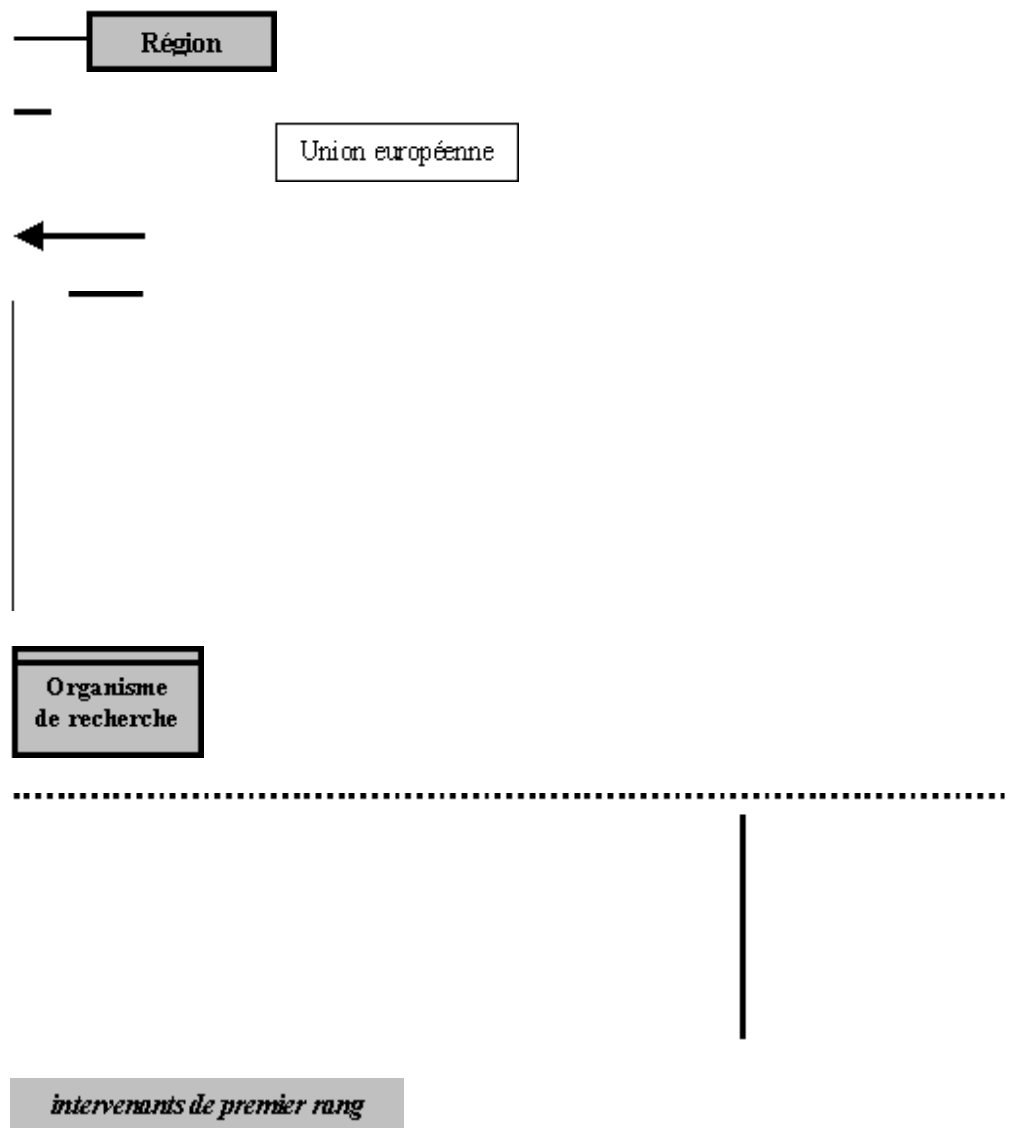 Région
Union européenne
Organisme
de recherche
intervenants de premier rang